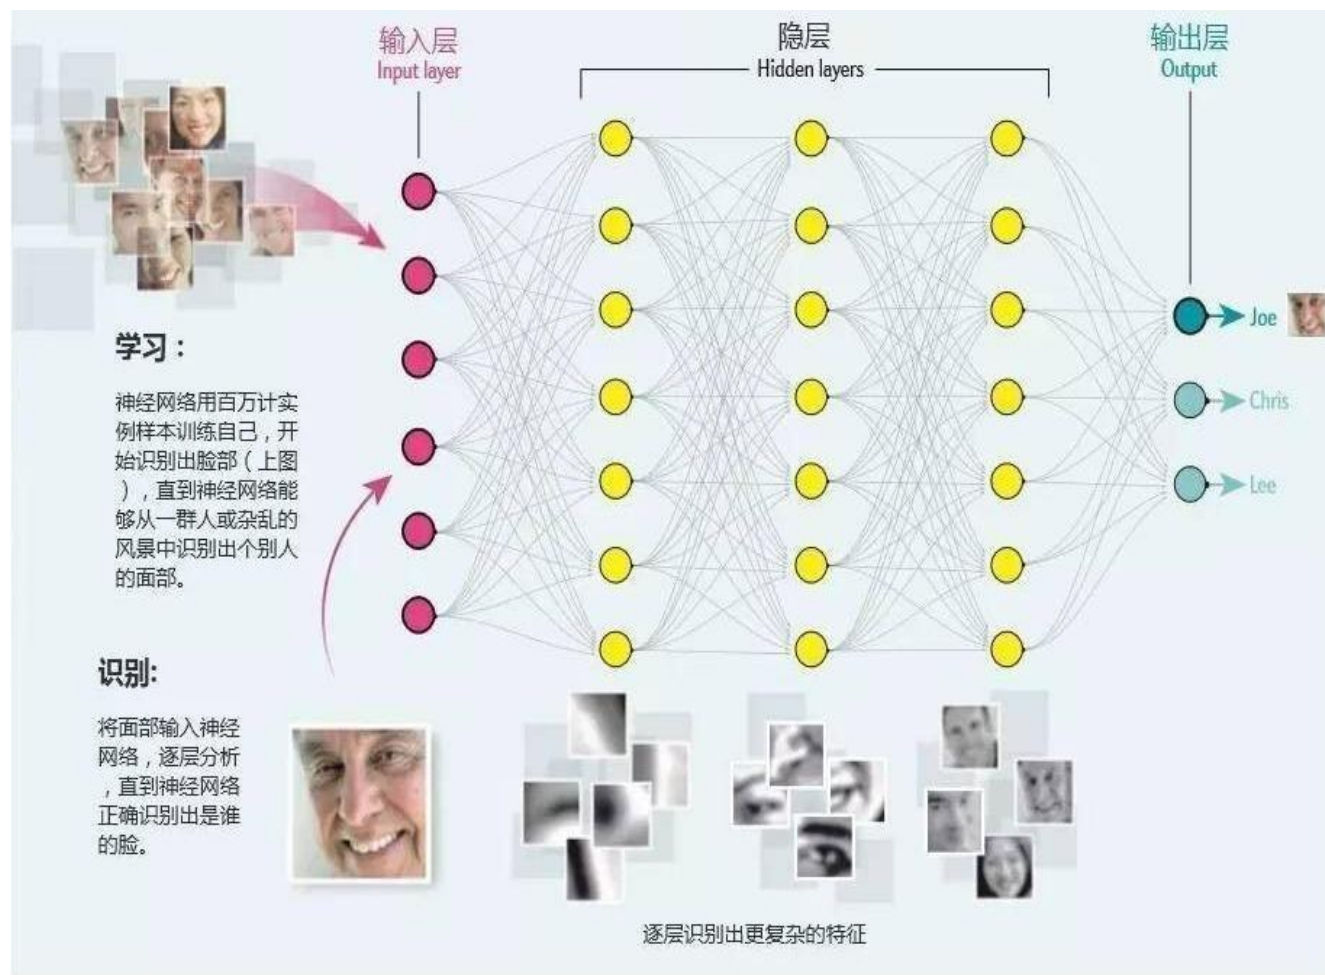 输入层
Input layer
隐层
Hidden layers
输出层
Output
Joe
Chris
Lee
学习：
神经网络用百万计实
例样本训练自己，开
始识别出脸部（上图
），直到神经网络能
够从一群人或杂乱的
风景中识别出个别人
的面部。
识别:
将面部输入神经
网络，逐层分析
，直到神经网络
正确识别出是谁
的脸。
逐层识别出更复杂的特征